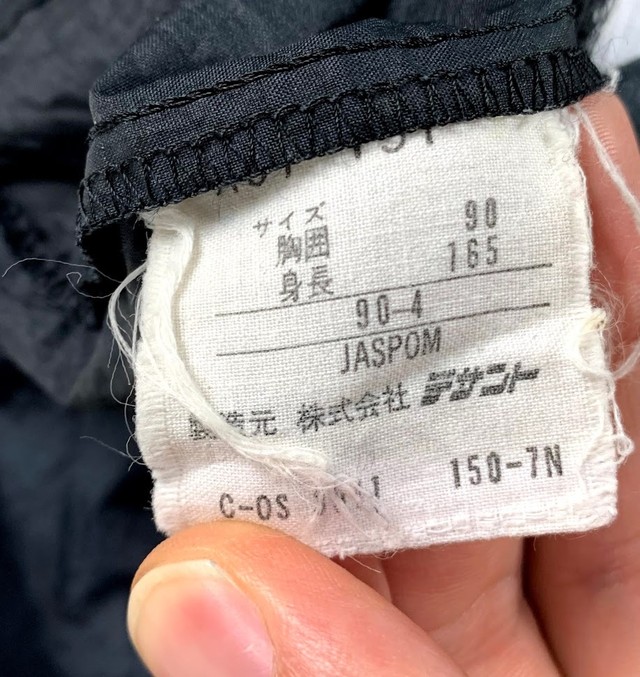 サイズ
胸囲 90
身長 165
90-4
JASPOM
製造元 株式会社 デサント
C-OS
150-7N